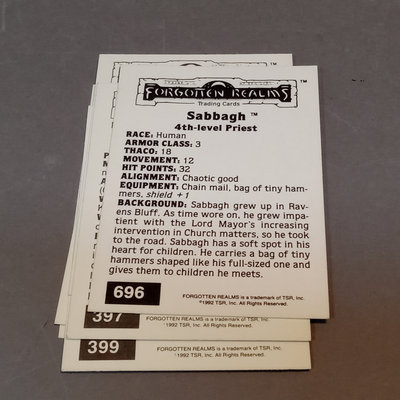 FORGOTTEN REALMS ™
Trading Cards
Sabbagh ™
4th-level Priest
RACE: Human
ARMOR CLASS: 3
THACO: 18
MOVEMENT: 12
HIT POINTS: 32
ALIGNMENT: Chaotic good
EQUIPMENT: Chain mail, bag of tiny ham-
mers, shield +1
BACKGROUND: Sabbagh grew up in Rav-
ens Bluff. As time wore on, he grew impa-
tient with the Lord Mayor's increasing
intervention in Church matters, so he took
to the road. Sabbagh has a soft spot in his
heart for children. He carries a bag of tiny
hammers shaped like his full-sized one and
gives them to children he meets.
696
FORGOTTEN REALMS is a trademark of TSR, Inc.
©1992 TSR, Inc. All Rights Reserved.
397
FORGOTTEN REALMS is a trademark of TSR, Inc.
©1992 TSR, Inc. All Rights Reserved.
399
FORGOTTEN REALMS is a trademark of TSR, Inc.
©1992 TSR, Inc. All Rights Reserved.